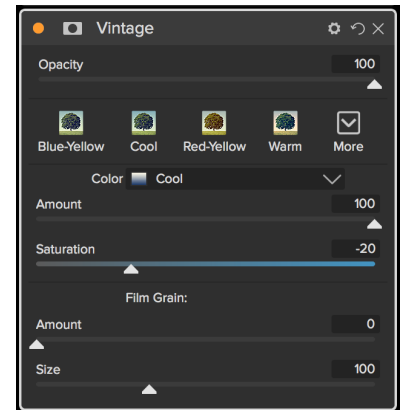 Vintage
Opacity 100
Blue-Yellow Cool Red-Yellow Warm More
Color Cool
Amount 100
Saturation -20
Film Grain:
Amount 0
Size 100